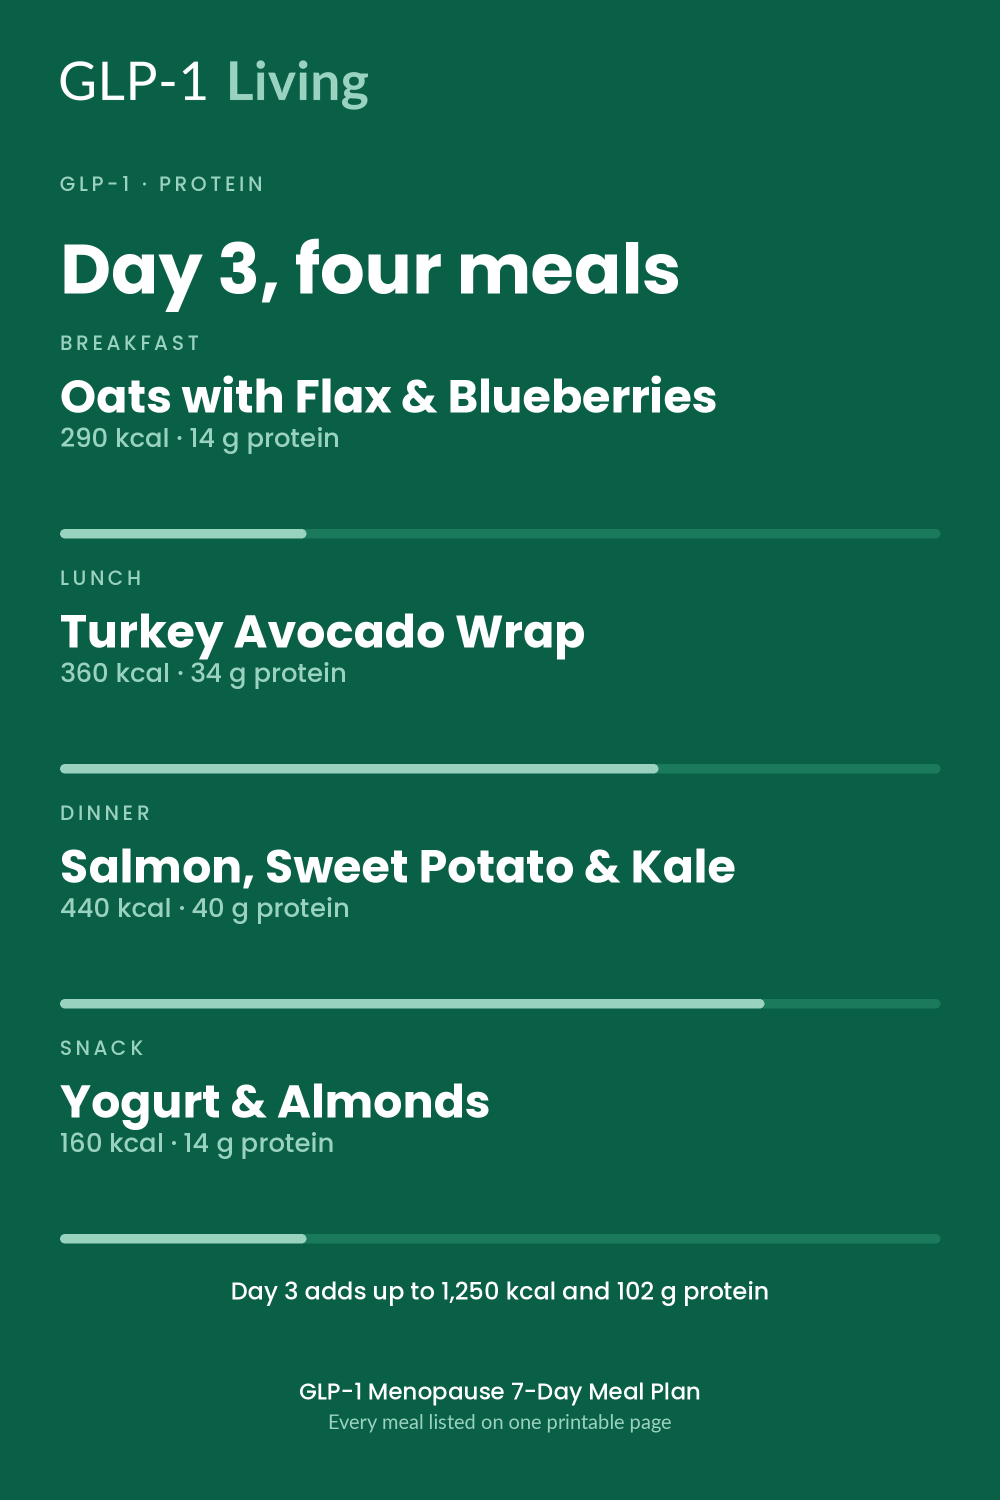 GLP-1 Living
GLP-1 · PROTEIN
Day 3, four meals
BREAKFAST
Oats with Flax & Blueberries
290 kcal · 14 g protein
LUNCH
Turkey Avocado Wrap
360 kcal · 34 g protein
DINNER
Salmon, Sweet Potato & Kale
440 kcal · 40 g protein
SNACK
Yogurt & Almonds
160 kcal · 14 g protein
Day 3 adds up to 1,250 kcal and 102 g protein
GLP-1 Menopause 7-Day Meal Plan
Every meal listed on one printable page